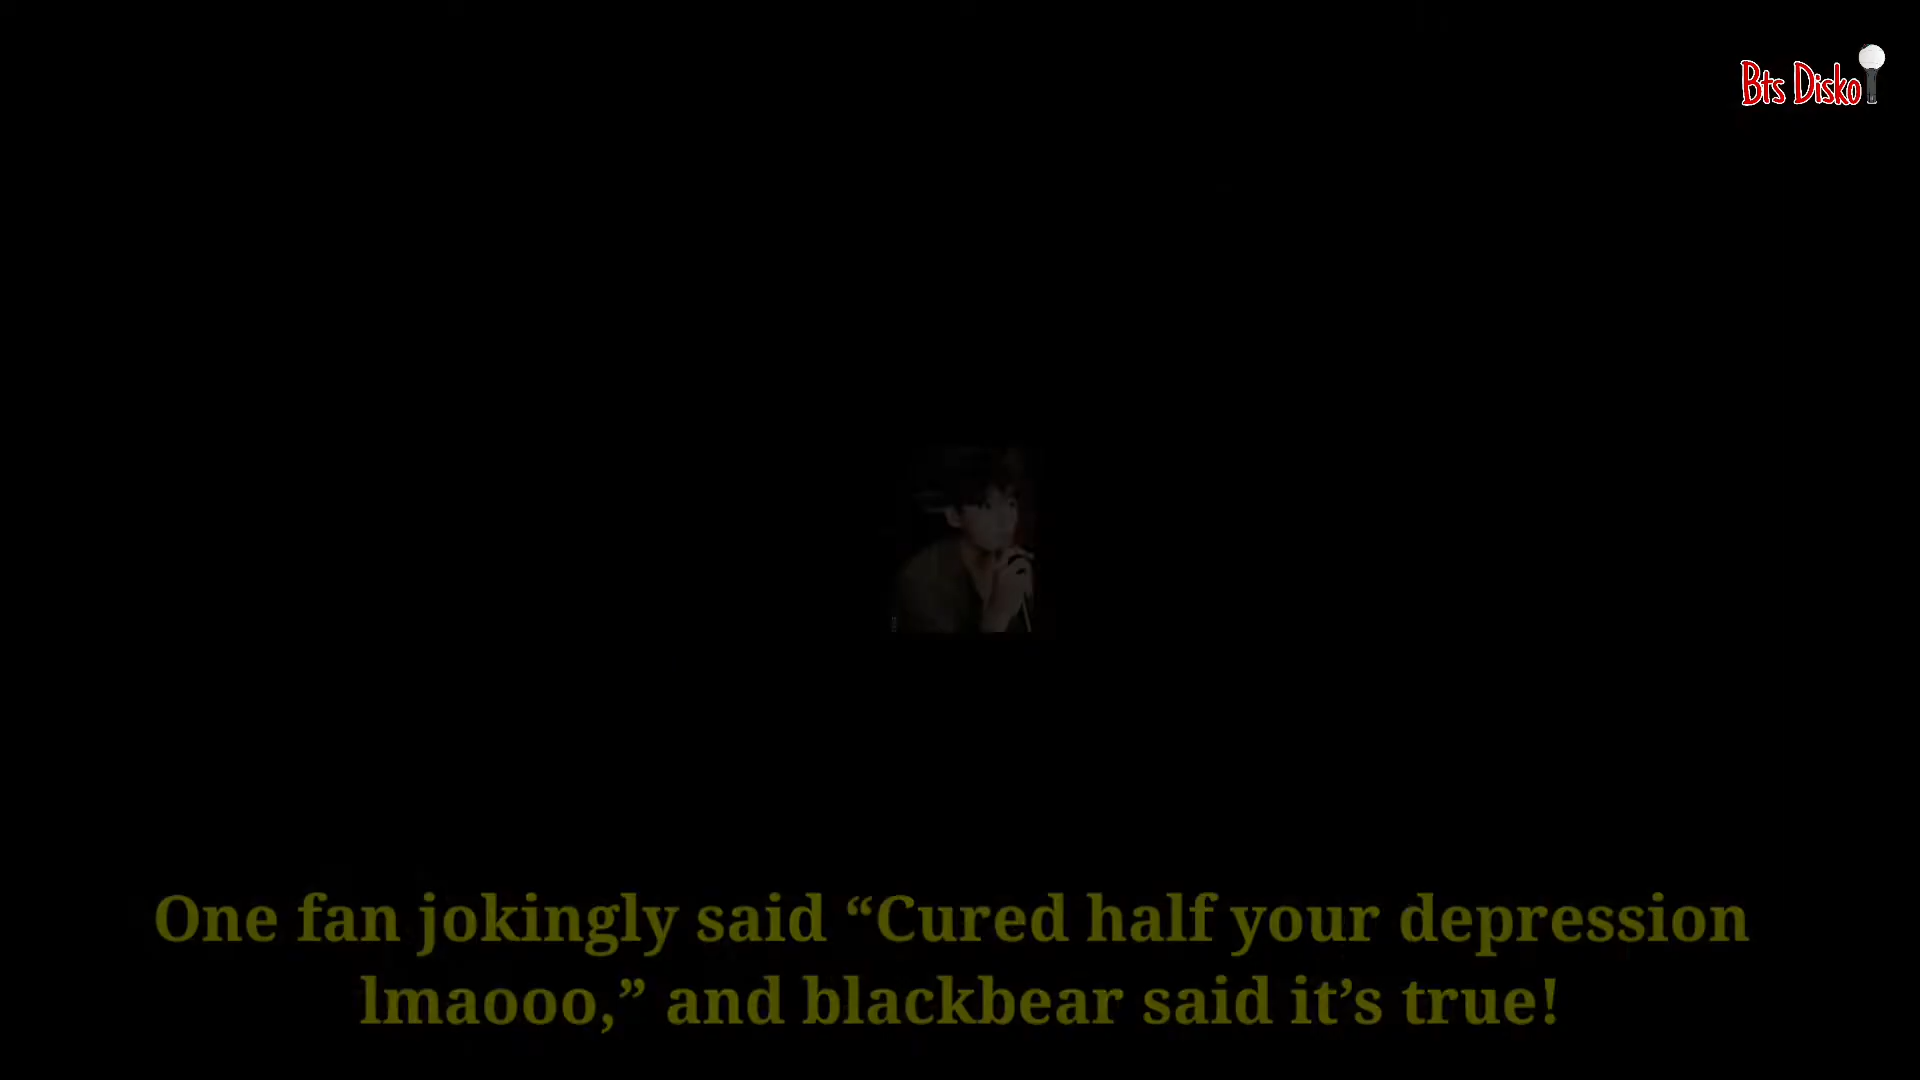 Bts Disko
One fan jokingly said “Cured half your depression
lmaooo,” and blackbear said it’s true!